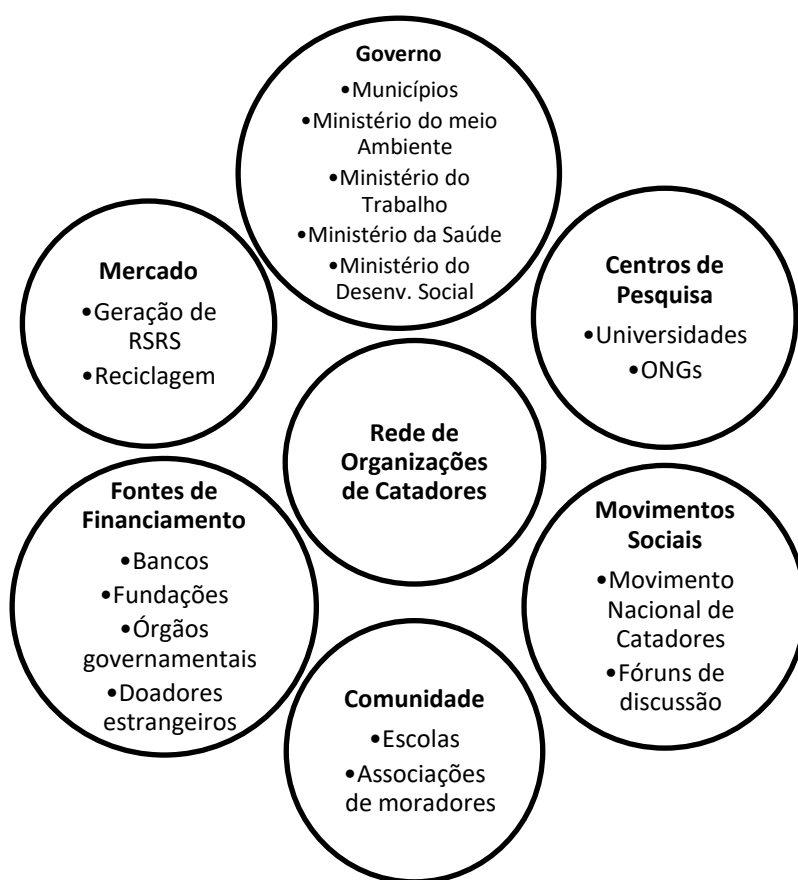 Governo
•Municípios
•Ministério do meio
Ambiente
•Ministério do
Trabalho
•Ministério da Saúde
•Ministério do
Desenv. Social
Mercado
•Geração de
RSRS
•Reciclagem
Centros de
Pesquisa
•Universidades
•ONGs
Rede de
Organizações
de Catadores
Fontes de
Financiamento
•Bancos
•Fundações
•Órgãos
governamentais
•Doadores
estrangeiros
Movimentos
Sociais
•Movimento
Nacional de
Catadores
•Fóruns de
discussão
Comunidade
•Escolas
•Associações
de moradores